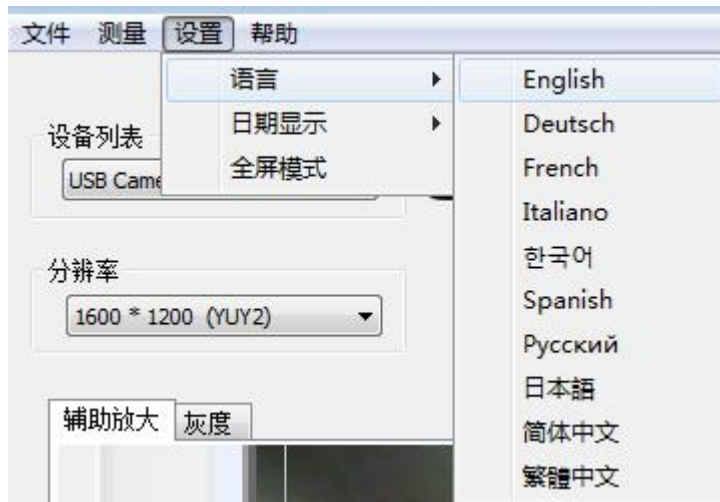 文件 测量 设置 帮助
语言
日期显示
全屏模式
English
Deutsch
French
Italiano
한국어
Spanish
Русский
日本語
简体中文
繁體中文
设备列表
USB Came
分辨率
1600 * 1200 (YUY2)
辅助放大 灰度